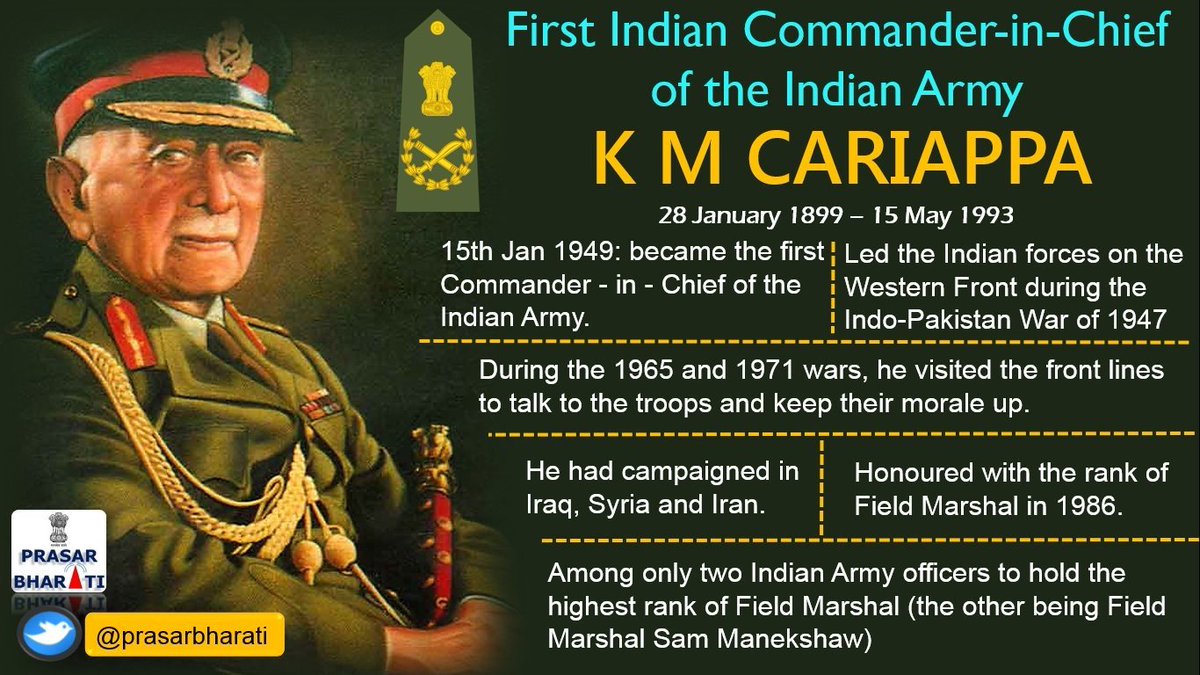 First Indian Commander-in-Chief
of the Indian Army
K M CARIAPPA
28 January 1899 – 15 May 1993
15th Jan 1949: became the first
Commander - in - Chief of the
Indian Army.
Led the Indian forces on the
Western Front during the
Indo-Pakistan War of 1947
During the 1965 and 1971 wars, he visited the front lines
to talk to the troops and keep their morale up.
He had campaigned in
Iraq, Syria and Iran.
Honoured with the rank of
Field Marshal in 1986.
Among only two Indian Army officers to hold the
highest rank of Field Marshal (the other being Field
Marshal Sam Manekshaw)
PRASAR
BHARATI
@prasarbharati